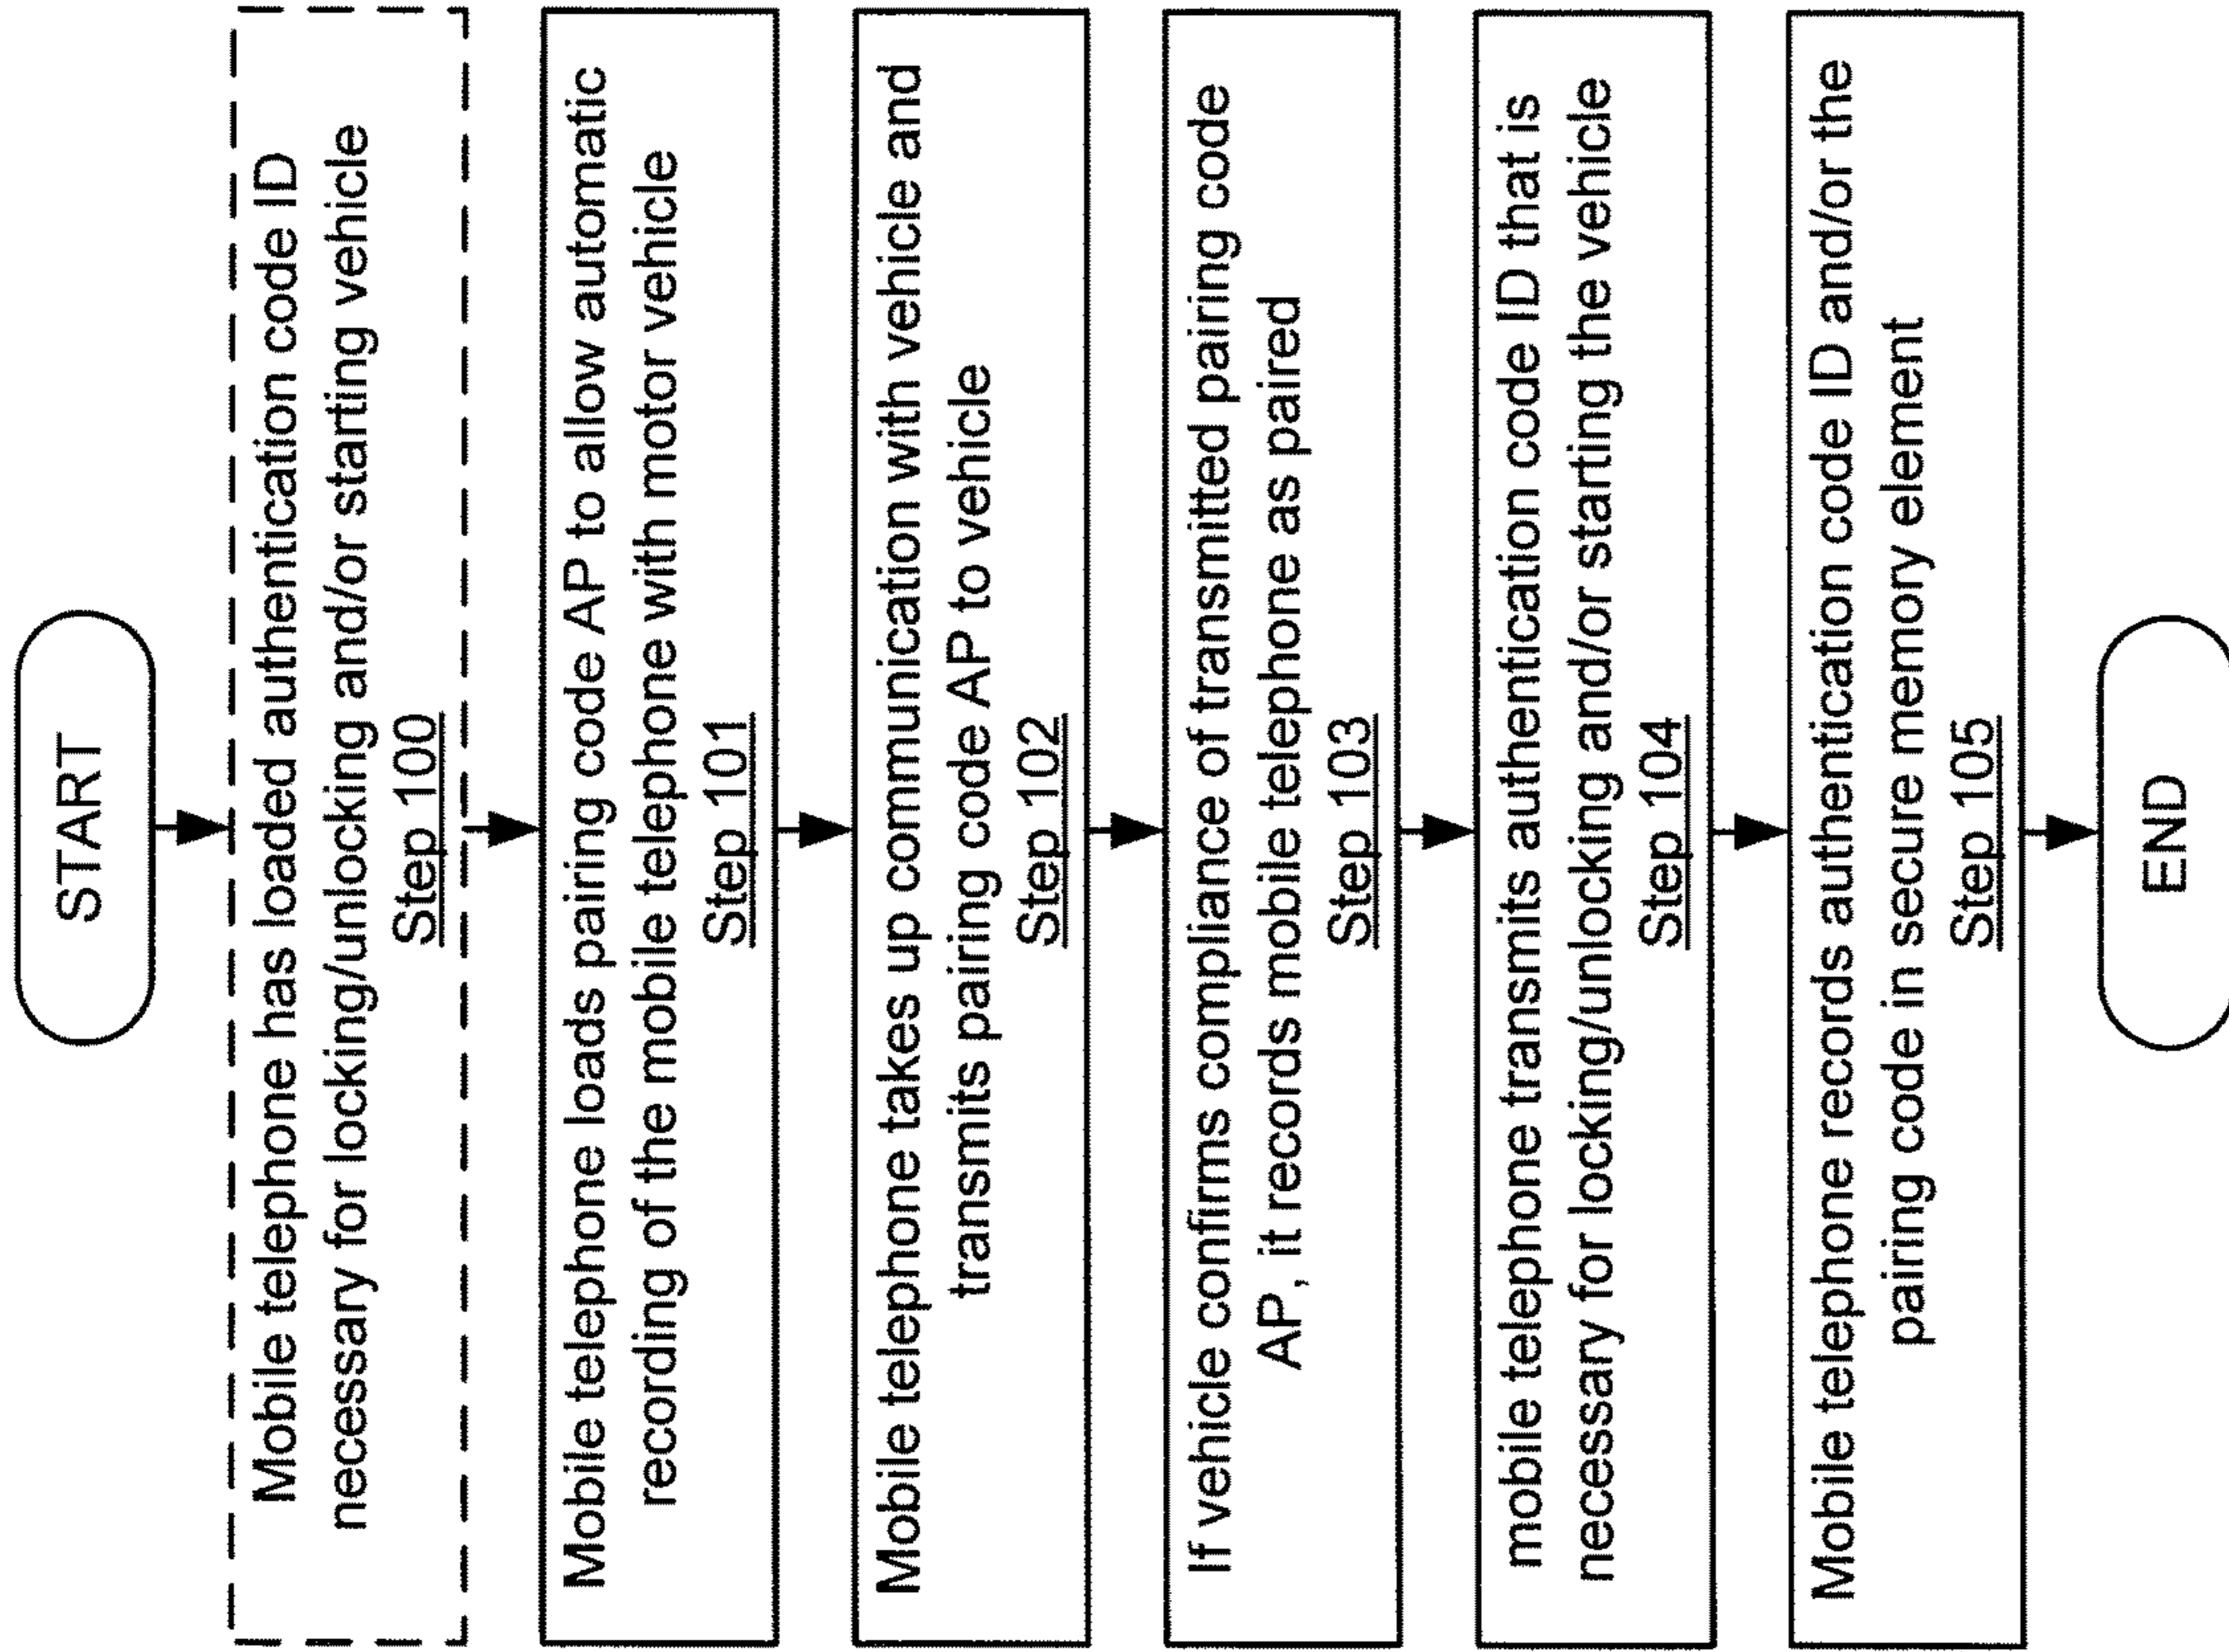 START
Mobile telephone has loaded authentication code ID
necessary for locking/unlocking and/or starting vehicle
Step 100
Mobile telephone loads pairing code AP to allow automatic
recording of the mobile telephone with motor vehicle
Step 101
Mobile telephone takes up communication with vehicle and
transmits pairing code AP to vehicle
Step 102
If vehicle confirms compliance of transmitted pairing code
AP, it records mobile telephone as paired
Step 103
mobile telephone transmits authentication code ID that is
necessary for locking/unlocking and/or starting the vehicle
Step 104
Mobile telephone records authentication code ID and/or the
pairing code in secure memory element
Step 105
END